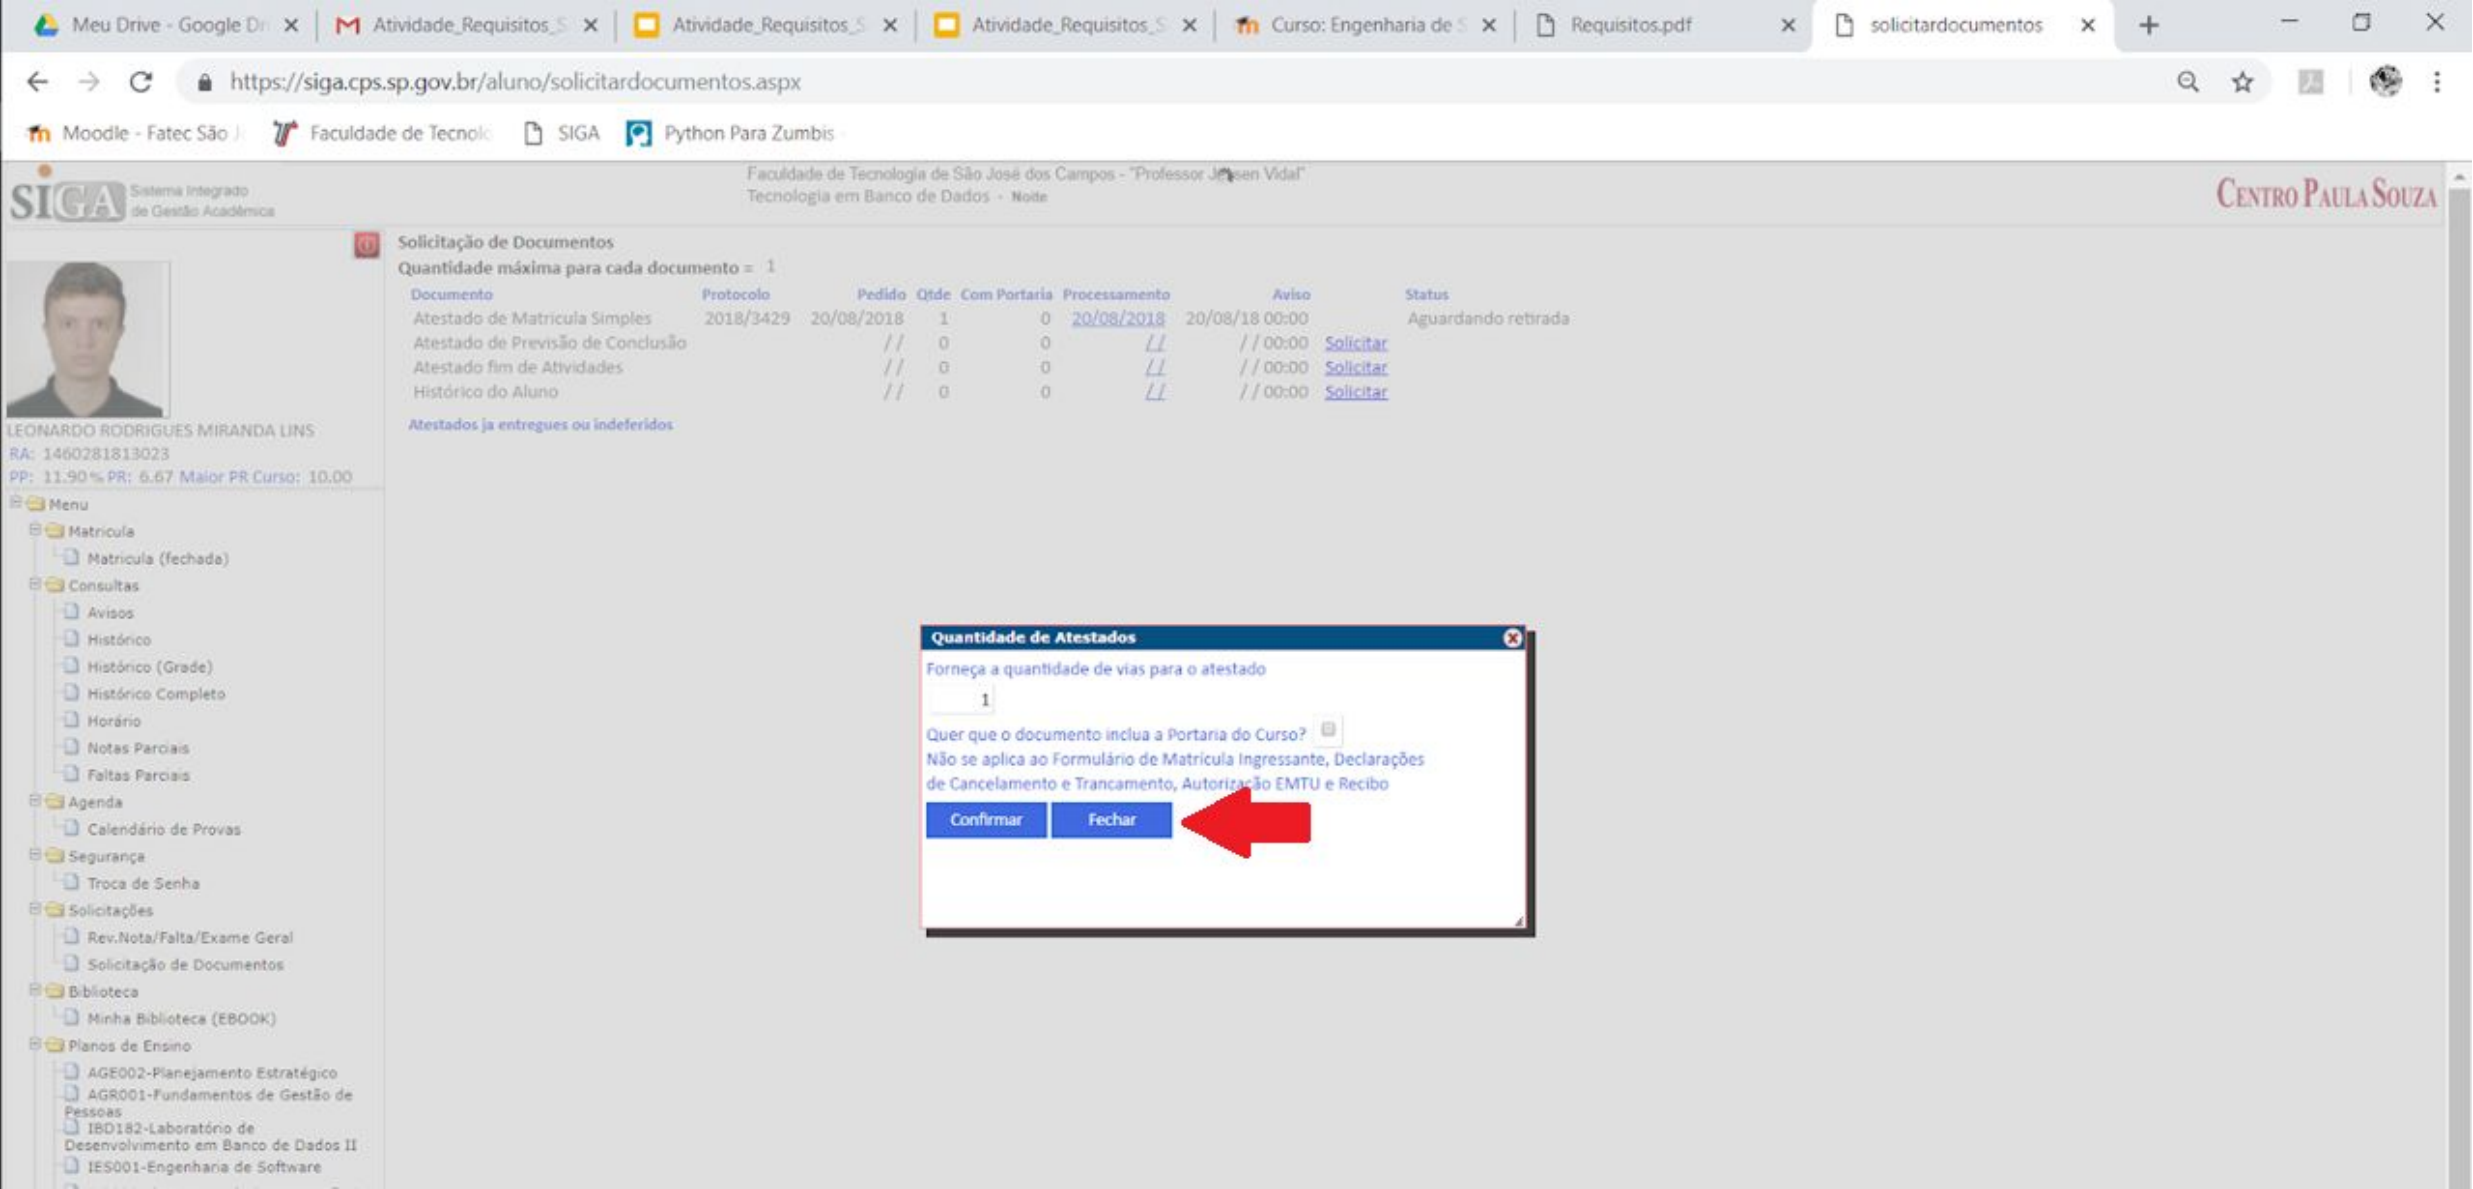 Meu Drive - Google Dr
Atividade_Requisitos_S
Atividade_Requisitos_S
Atividade_Requisitos_S
Curso: Engenharia de S
Requisitos.pdf
solicitardocumentos
https://siga.cps.sp.gov.br/aluno/solicitardocumentos.aspx
Moodle - Fatec São J
Faculdade de Tecnolo
SIGA
Python Para Zumbis -
SIGA Sistema Integrado
de Gestão Acadêmica
Faculdade de Tecnologia de São José dos Campos - "Professor Jessen Vidal"
Tecnologia em Banco de Dados - Noite
CENTRO PAULA SOUZA
LEONARDO RODRIGUES MIRANDA LINS
RA: 1460281813023
PP: 11.90% PR: 6.67 Maior PR Curso: 10.00
Menu
Matricula
Matricula (fechada)
Consultas
Avisos
Histórico
Histórico (Grade)
Histórico Completo
Horário
Notas Parciais
Faltas Parciais
Agenda
Calendário de Provas
Segurança
Troca de Senha
Solicitações
Rev.Nota/Falta/Exame Geral
Solicitação de Documentos
Biblioteca
Minha Biblioteca (EBOOK)
Planos de Ensino
AGE002-Planejamento Estratégico
AGR001-Fundamentos de Gestão de
Pessoas
IBD182-Laboratório de
Desenvolvimento em Banco de Dados II
IES001-Engenharia de Software
Solicitação de Documentos
Quantidade máxima para cada documento = 1
Documento Protocolo Pedido Qtde Com Portaria Processamento Aviso Status
Atestado de Matricula Simples 2018/3429 20/08/2018 1 0 20/08/2018 20/08/18 00:00 Aguardando retirada
Atestado de Previsão de Conclusão / / 0 0 / / / / 00:00 Solicitar
Atestado fim de Atividades / / 0 0 / / / / 00:00 Solicitar
Histórico do Aluno / / 0 0 / / / / 00:00 Solicitar
Atestados ja entregues ou indeferidos
Quantidade de Atestados
Forneça a quantidade de vias para o atestado
1
Quer que o documento inclua a Portaria do Curso?
Não se aplica ao Formulário de Matrícula Ingressante, Declarações
de Cancelamento e Trancamento, Autorização EMTU e Recibo
Confirmar Fechar